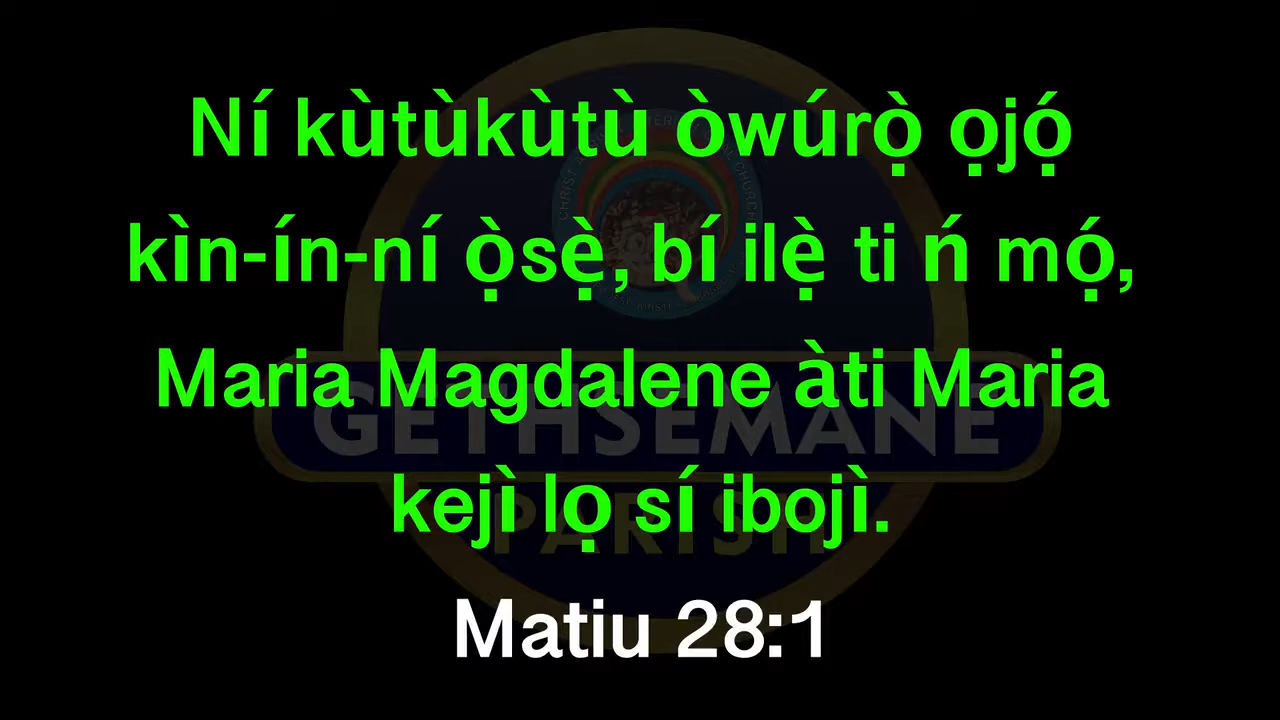 Ní kùtùkùtù òwúrọ̀ ọjọ́
kìn-ín-ní ọ̀sẹ̀, bí ilẹ̀ ti ń mọ́,
Maria Magdalene àti Maria
kejì lọ sí ibojì.
Matiu 28:1
GETHSEMANE
PARISH